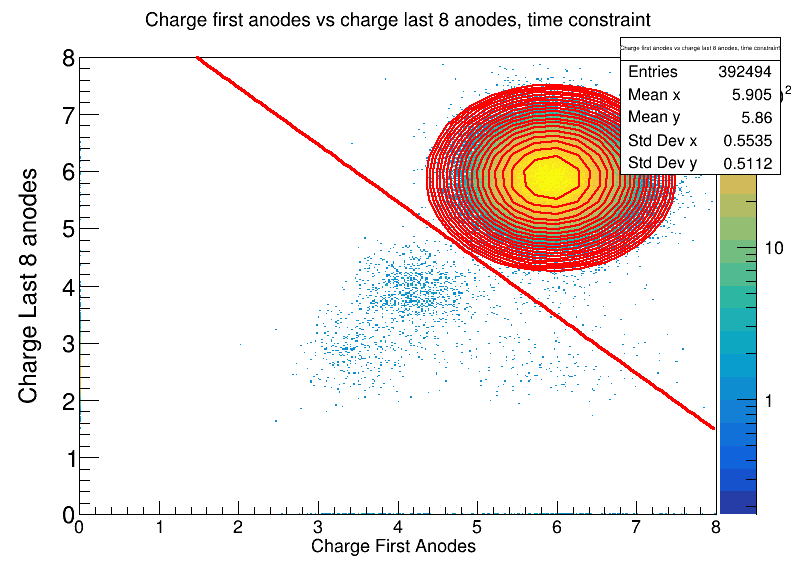 Charge first anodes vs charge last 8 anodes, time constraint
Charge first anodes vs charge last 8 anodes, time constraint
Entries 392494
Mean x 5.905
Mean y 5.86
Std Dev x 0.5535
Std Dev y 0.5112
)²
10
1
Charge Last 8 anodes
8
7
6
5
4
3
2
1
0
0 1 2 3 4 5 6 7 8
Charge First Anodes